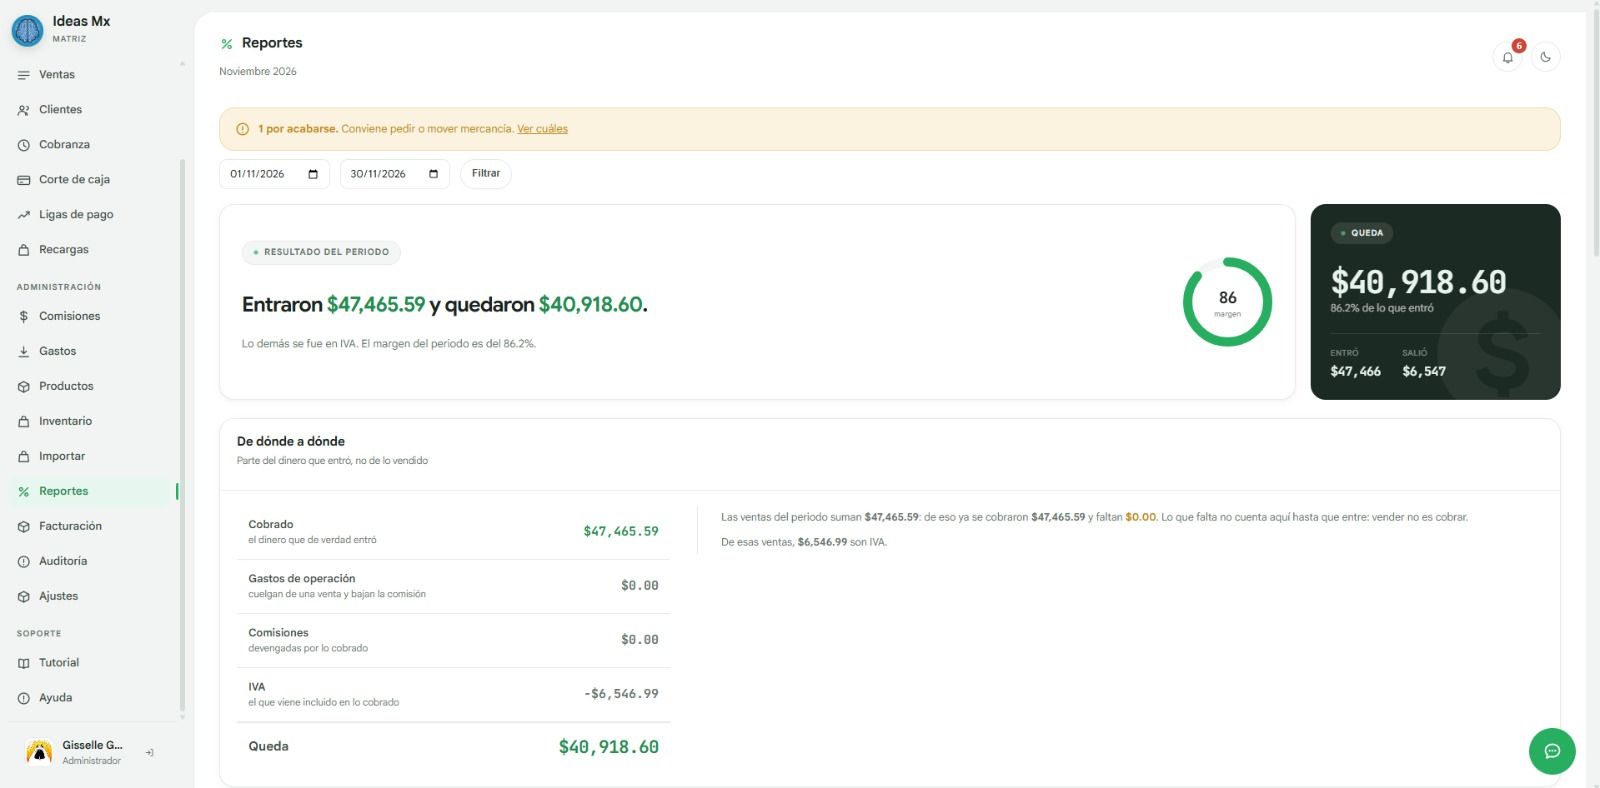 Ideas Mx
MATRIZ
Ventas
Clientes
Cobranza
Corte de caja
Ligas de pago
Recargas
ADMINISTRACIÓN
Comisiones
Gastos
Productos
Inventario
Importar
Reportes
Facturación
Auditoría
Ajustes
SOPORTE
Tutorial
Ayuda
Gisselle G...
Administrador
Reportes
Noviembre 2026
6
1 por acabarse. Conviene pedir o mover mercancía. Ver cuáles
01/11/2026
30/11/2026
Filtrar
RESULTADO DEL PERIODO
Entraron $47,465.59 y quedaron $40,918.60.
Lo demás se fue en IVA. El margen del periodo es del 86.2%.
86
margen
QUEDA
$40,918.60
86.2% de lo que entró
ENTRÓ
$47,466
SALIÓ
$6,547
$
De dónde a dónde
Parte del dinero que entró, no de lo vendido
Cobrado
el dinero que de verdad entró
$47,465.59
Gastos de operación
cuelgan de una venta y bajan la comisión
$0.00
Comisiones
devengadas por lo cobrado
$0.00
IVA
el que viene incluido en lo cobrado
-$6,546.99
Queda
$40,918.60
Las ventas del periodo suman $47,465.59: de eso ya se cobraron $47,465.59 y faltan $0.00. Lo que falta no cuenta aquí hasta que entre: vender no es cobrar.
De esas ventas, $6,546.99 son IVA.